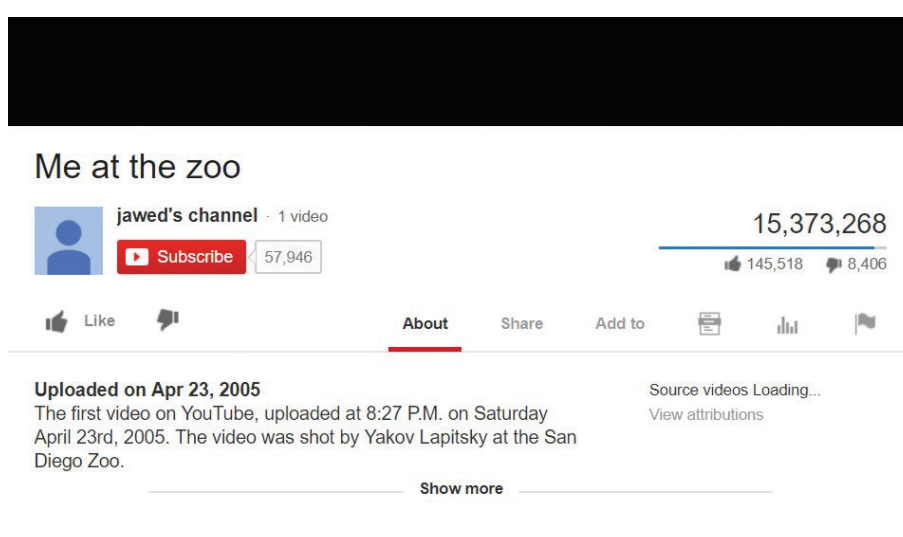 Me at the zoo
jawed's channel · 1 video
Subscribe 57,946
15,373,268
145,518 8,406
Like
About Share Add to
Uploaded on Apr 23, 2005
The first video on YouTube, uploaded at 8:27 P.M. on Saturday
April 23rd, 2005. The video was shot by Yakov Lapitsky at the San
Diego Zoo.
Source videos Loading...
View attributions
Show more